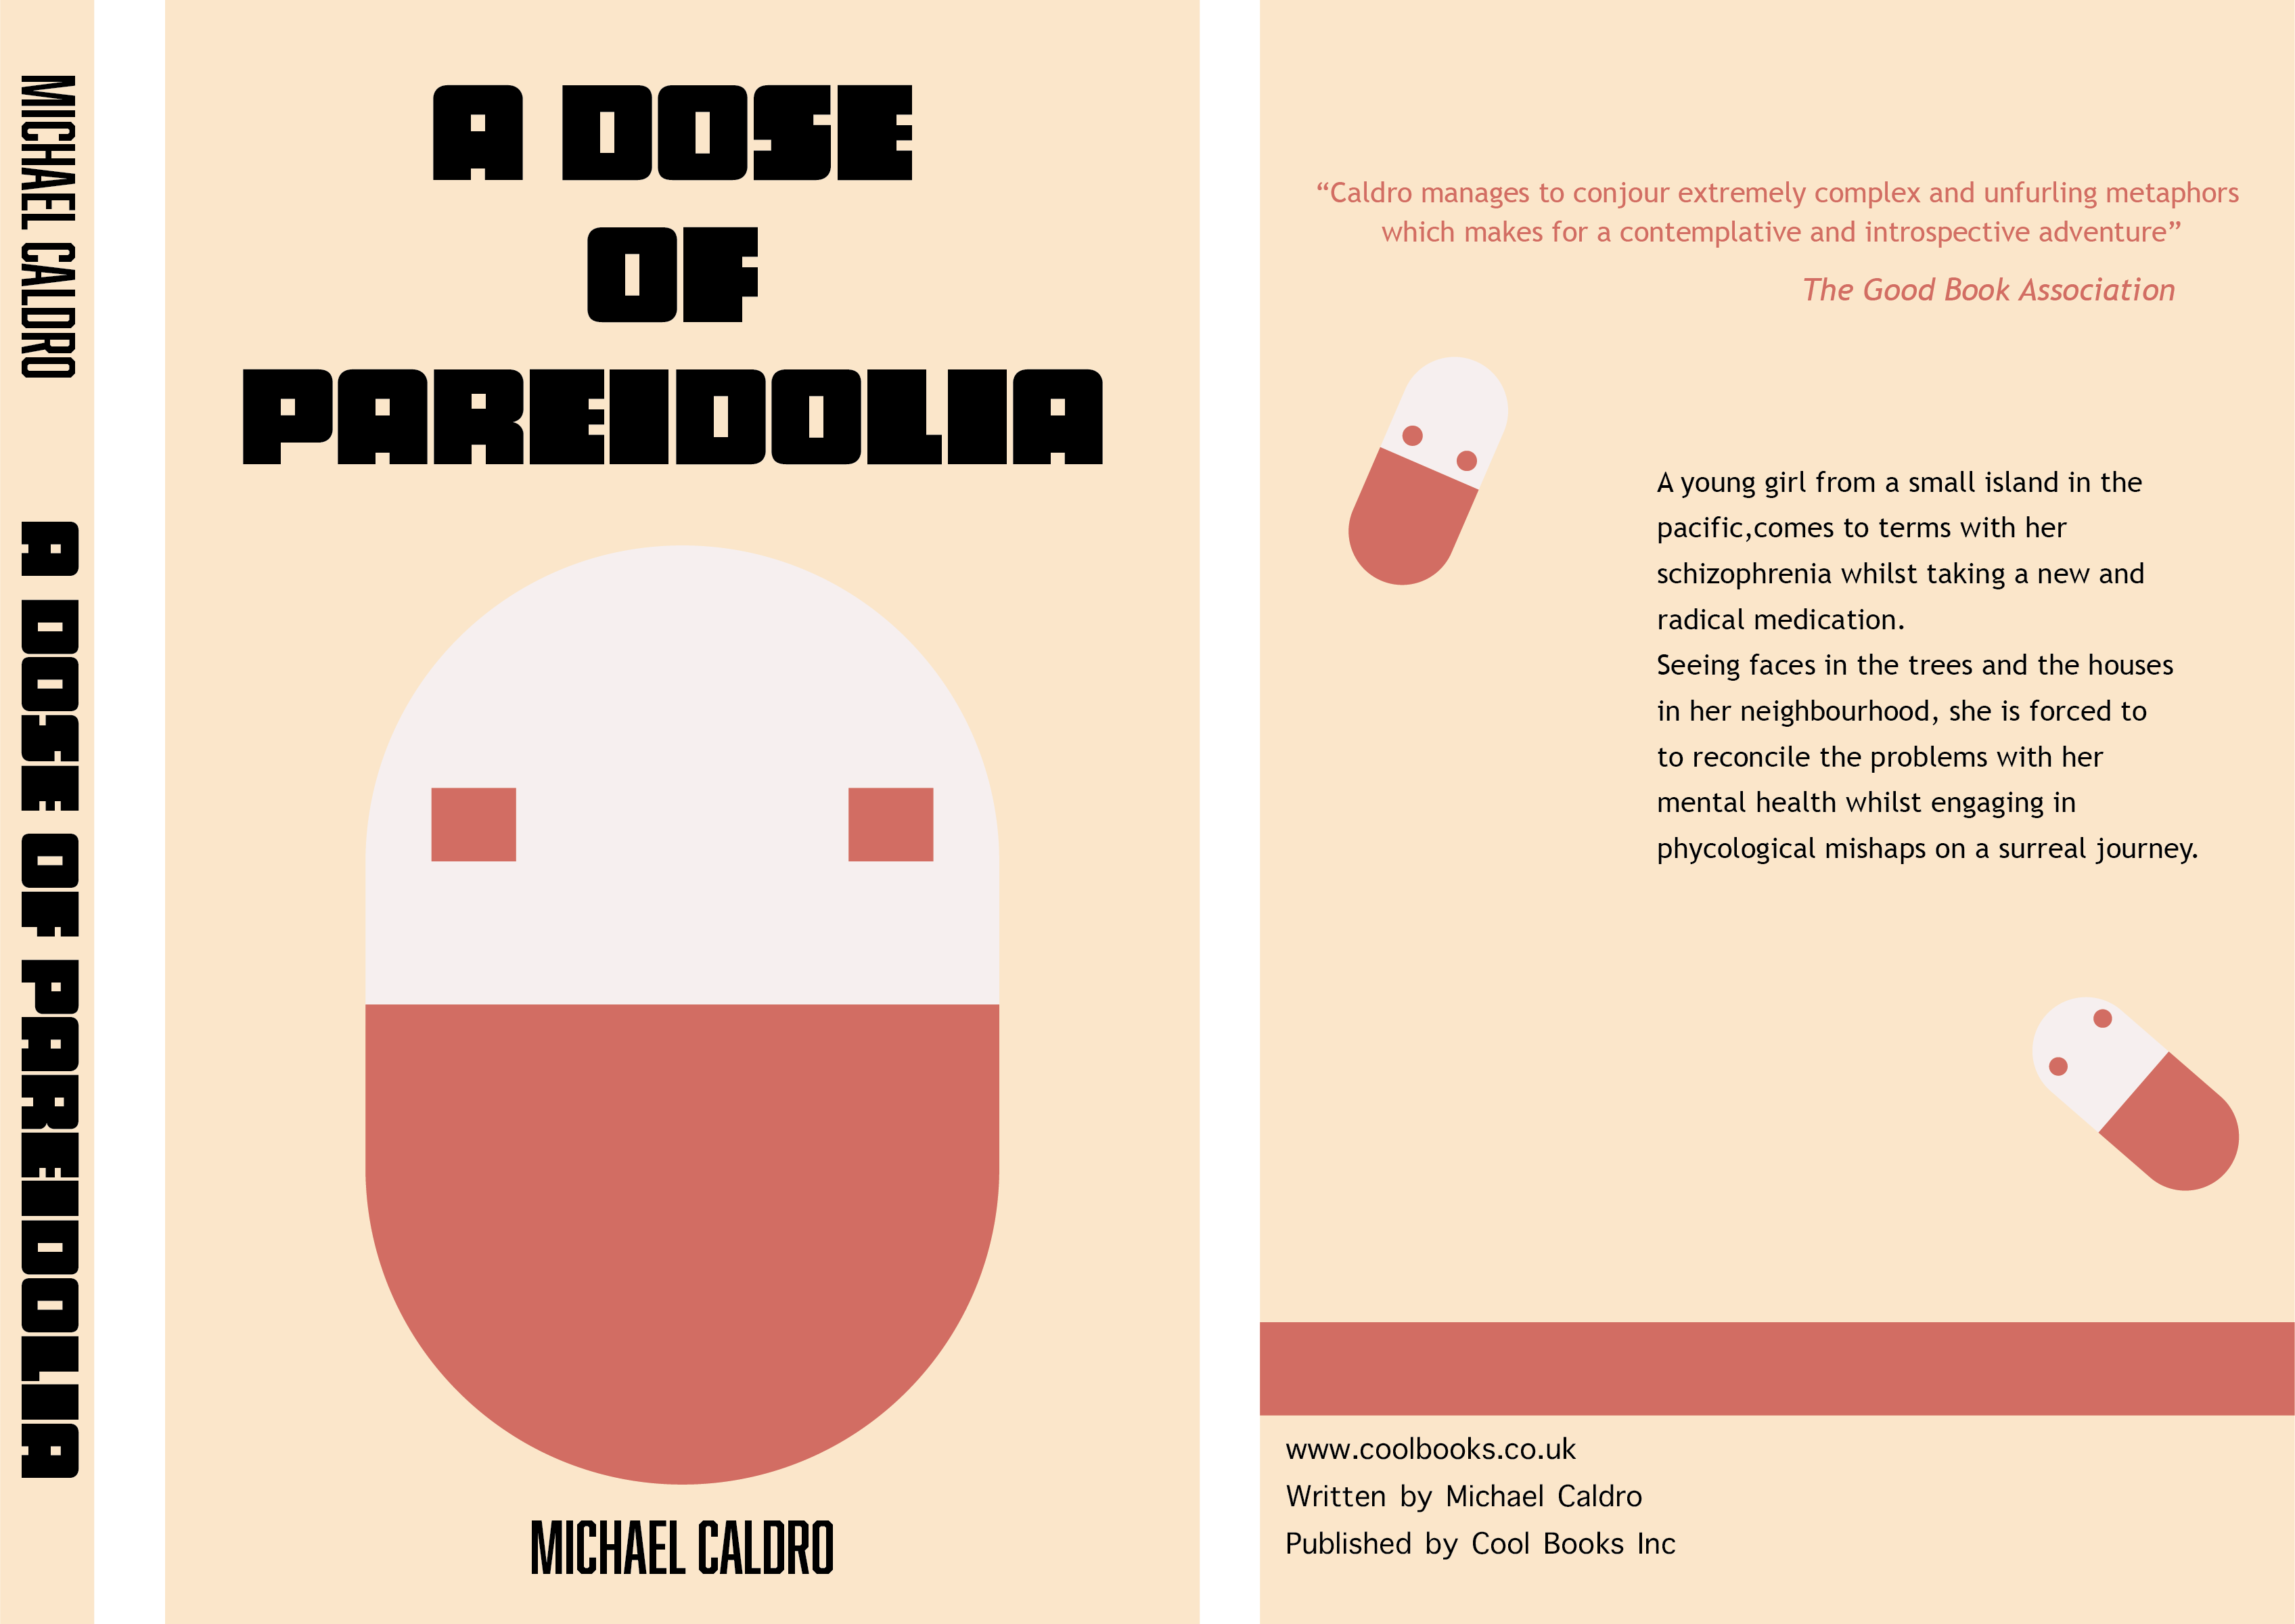 MICHAEL CALDRO
A DOSE OF PAREIDOLIA
A DOSE
OF
PAREIDOLIA
MICHAEL CALDRO
“Caldro manages to conjour extremely complex and unfurling metaphors
which makes for a contemplative and introspective adventure”
The Good Book Association
A young girl from a small island in the
pacific,comes to terms with her
schizophrenia whilst taking a new and
radical medication.
Seeing faces in the trees and the houses
in her neighbourhood, she is forced to
to reconcile the problems with her
mental health whilst engaging in
phycological mishaps on a surreal journey.
www.coolbooks.co.uk
Written by Michael Caldro
Published by Cool Books Inc